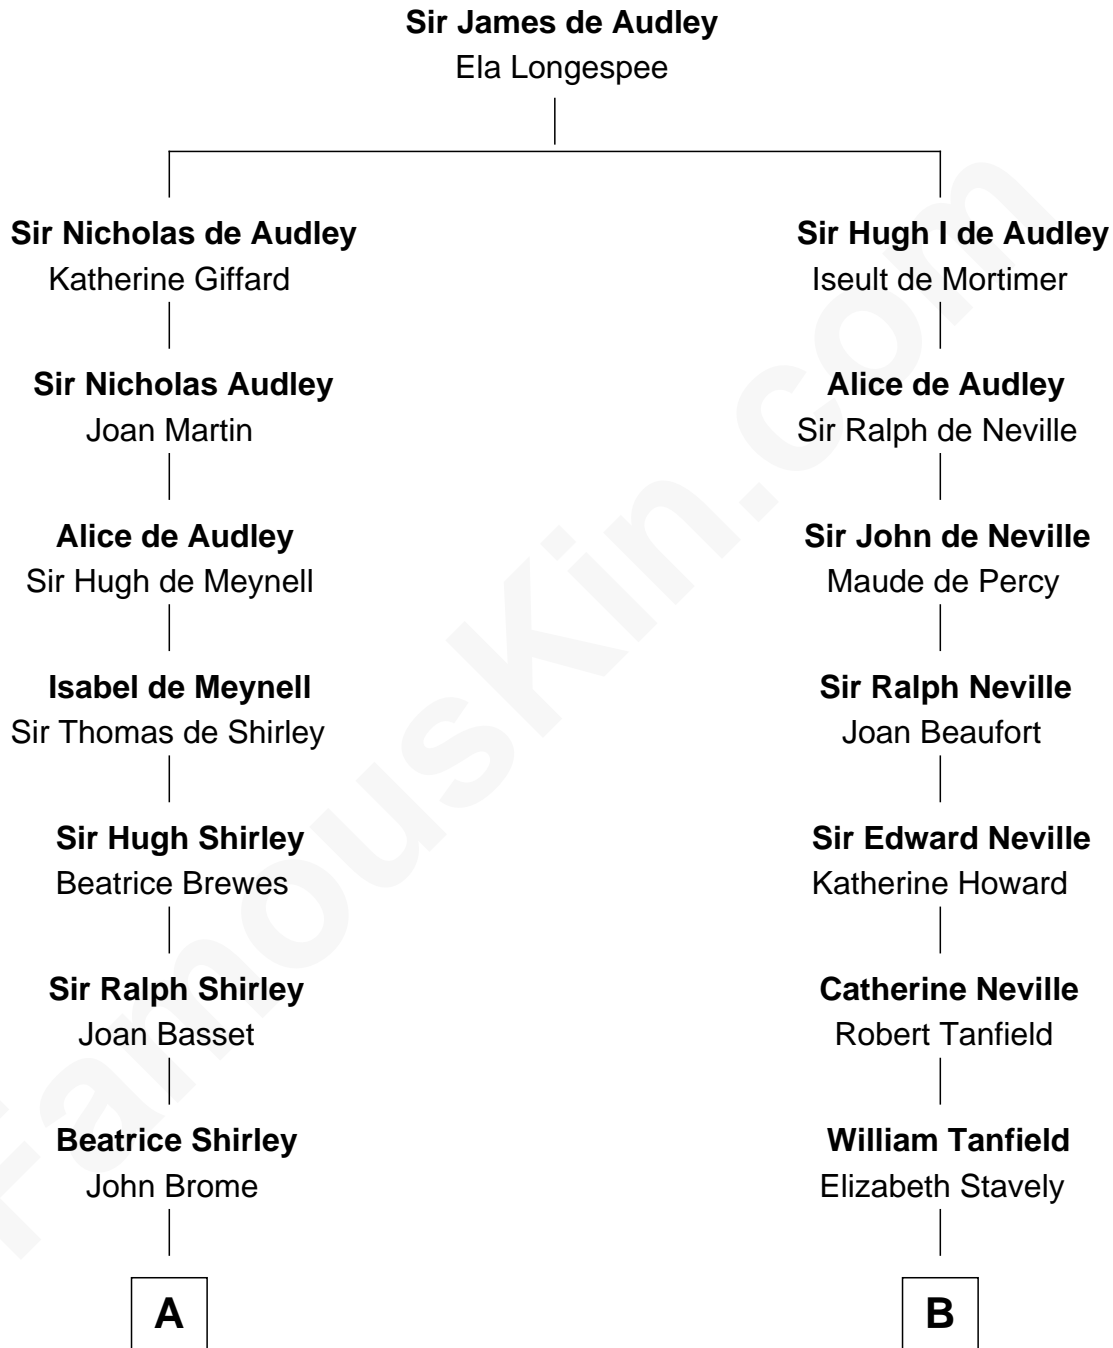 Sir James de Audley
Ela Longespee
Sir Nicholas de Audley
Katherine Giffard
Sir Hugh I de Audley
Iseult de Mortimer
Sir Nicholas Audley
Joan Martin
Alice de Audley
Sir Ralph de Neville
Alice de Audley
Sir Hugh de Meynell
Sir John de Neville
Maude de Percy
Isabel de Meynell
Sir Thomas de Shirley
Sir Ralph Neville
Joan Beaufort
Sir Hugh Shirley
Beatrice Brewes
Sir Edward Neville
Katherine Howard
Sir Ralph Shirley
Joan Basset
Catherine Neville
Robert Tanfield
Beatrice Shirley
John Brome
William Tanfield
Elizabeth Stavely
A
B
FamousKin.com